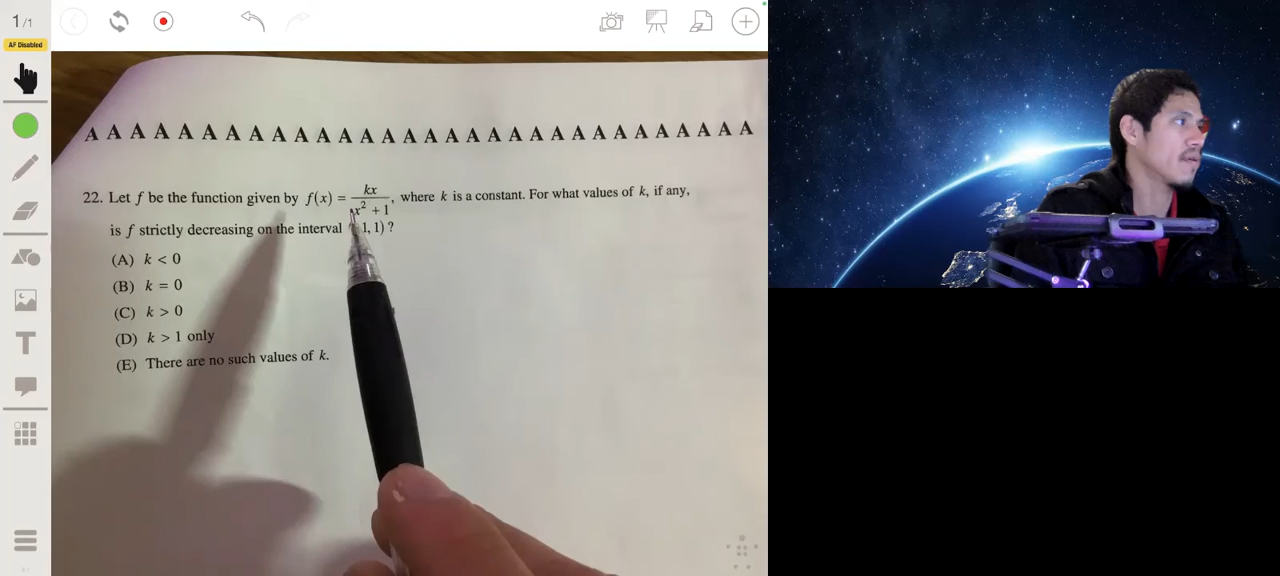 1/1
AF Disabled
T
A A A A A A A A A A A A A A A A A A A A A A A A A A A A A A
22. Let f be the function given by f(x) = kx / x² + 1, where k is a constant. For what values of k, if any,
is f strictly decreasing on the interval 1, 1) ?
(A) k < 0
(B) k = 0
(C) k > 0
(D) k > 1 only
(E) There are no such values of k.